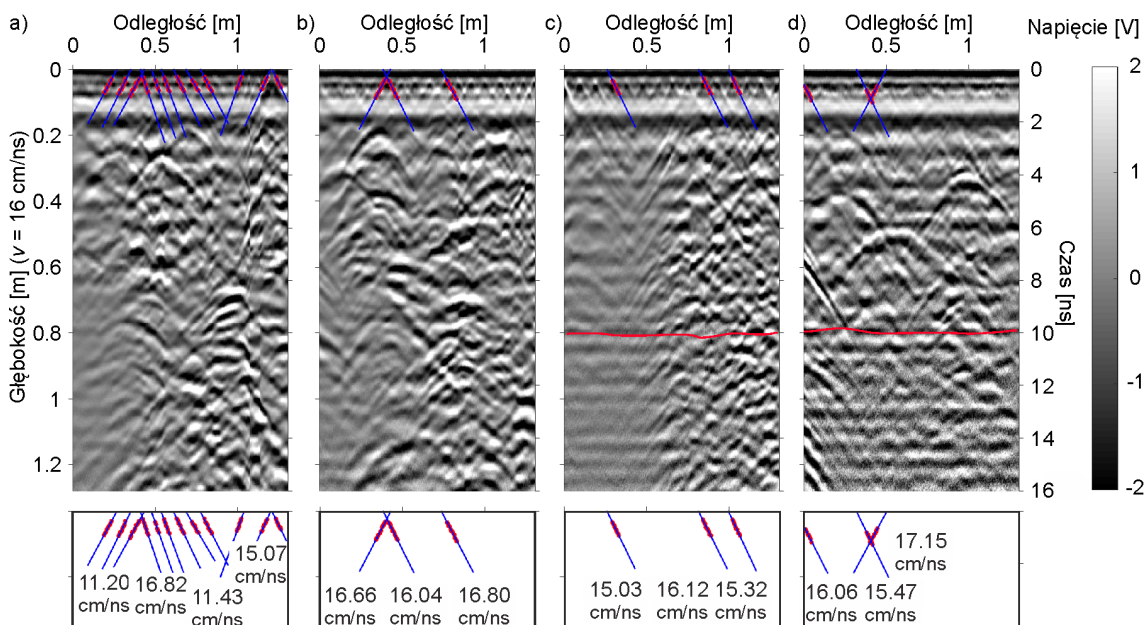 a) Odległość [m] b) Odległość [m] c) Odległość [m] d) Odległość [m] Napięcie [V]
0 0.5 1 0 0.5 1 0 0.5 1 0 0.5 1
0 0 2
0.2 2
0.4 4 1
0.6 6
0.8 8 0
1 10
1.2 12 -1
14
16 -2
Głębokość [m] (v = 16 cm/ns)
Czas [ns]
11.20
cm/ns
16.82
cm/ns
11.43
cm/ns
15.07
cm/ns
16.66
cm/ns
16.04
cm/ns
16.80
cm/ns
15.03
cm/ns
16.12
cm/ns
15.32
cm/ns
16.06
cm/ns
15.47
cm/ns
17.15
cm/ns